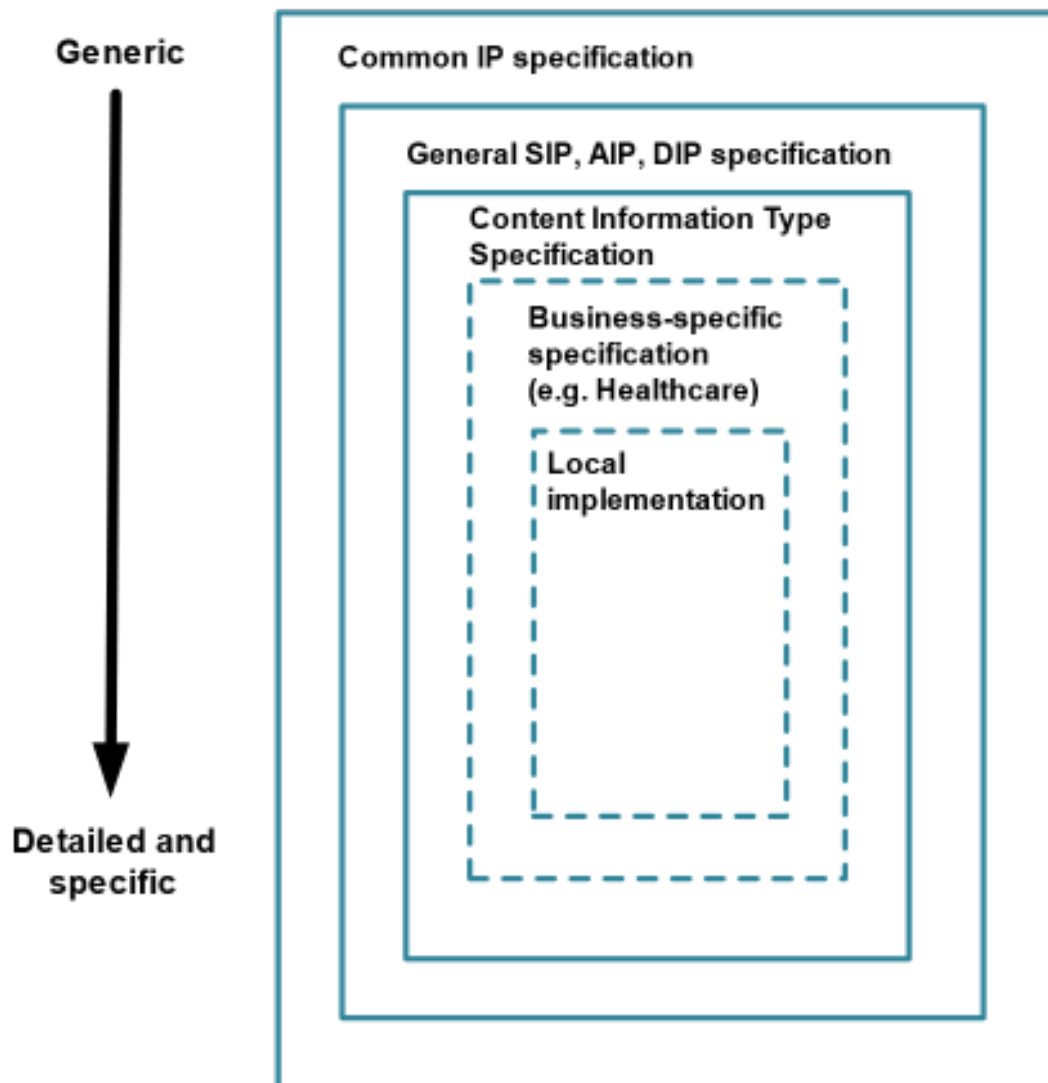 Generic
Common IP specification
General SIP, AIP, DIP specification
Content Information Type
Specification
Business-specific
specification
(e.g. Healthcare)
Local
implementation
Detailed and
specific